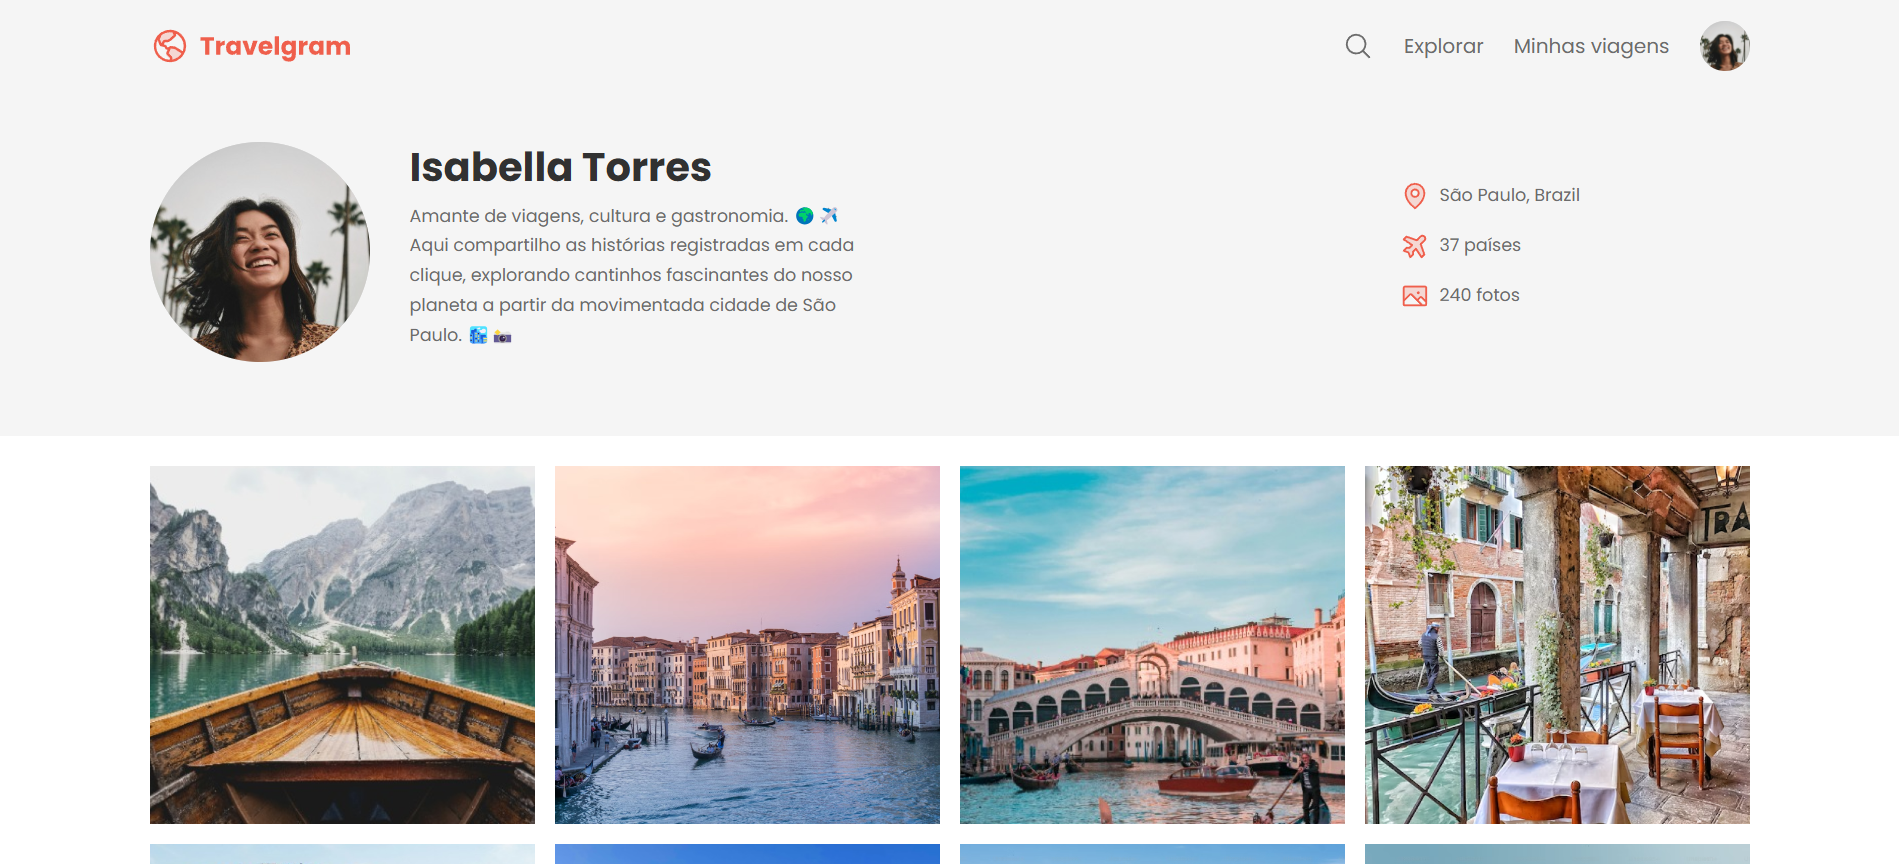 Travelgram
Explorar
Minhas viagens
Isabella Torres
Amante de viagens, cultura e gastronomia. 🌍 ✈️
Aqui compartilho as histórias registradas em cada
clique, explorando cantinhos fascinantes do nosso
planeta a partir da movimentada cidade de São
Paulo. 🏙️ 📸
São Paulo, Brazil
37 países
240 fotos
TRA